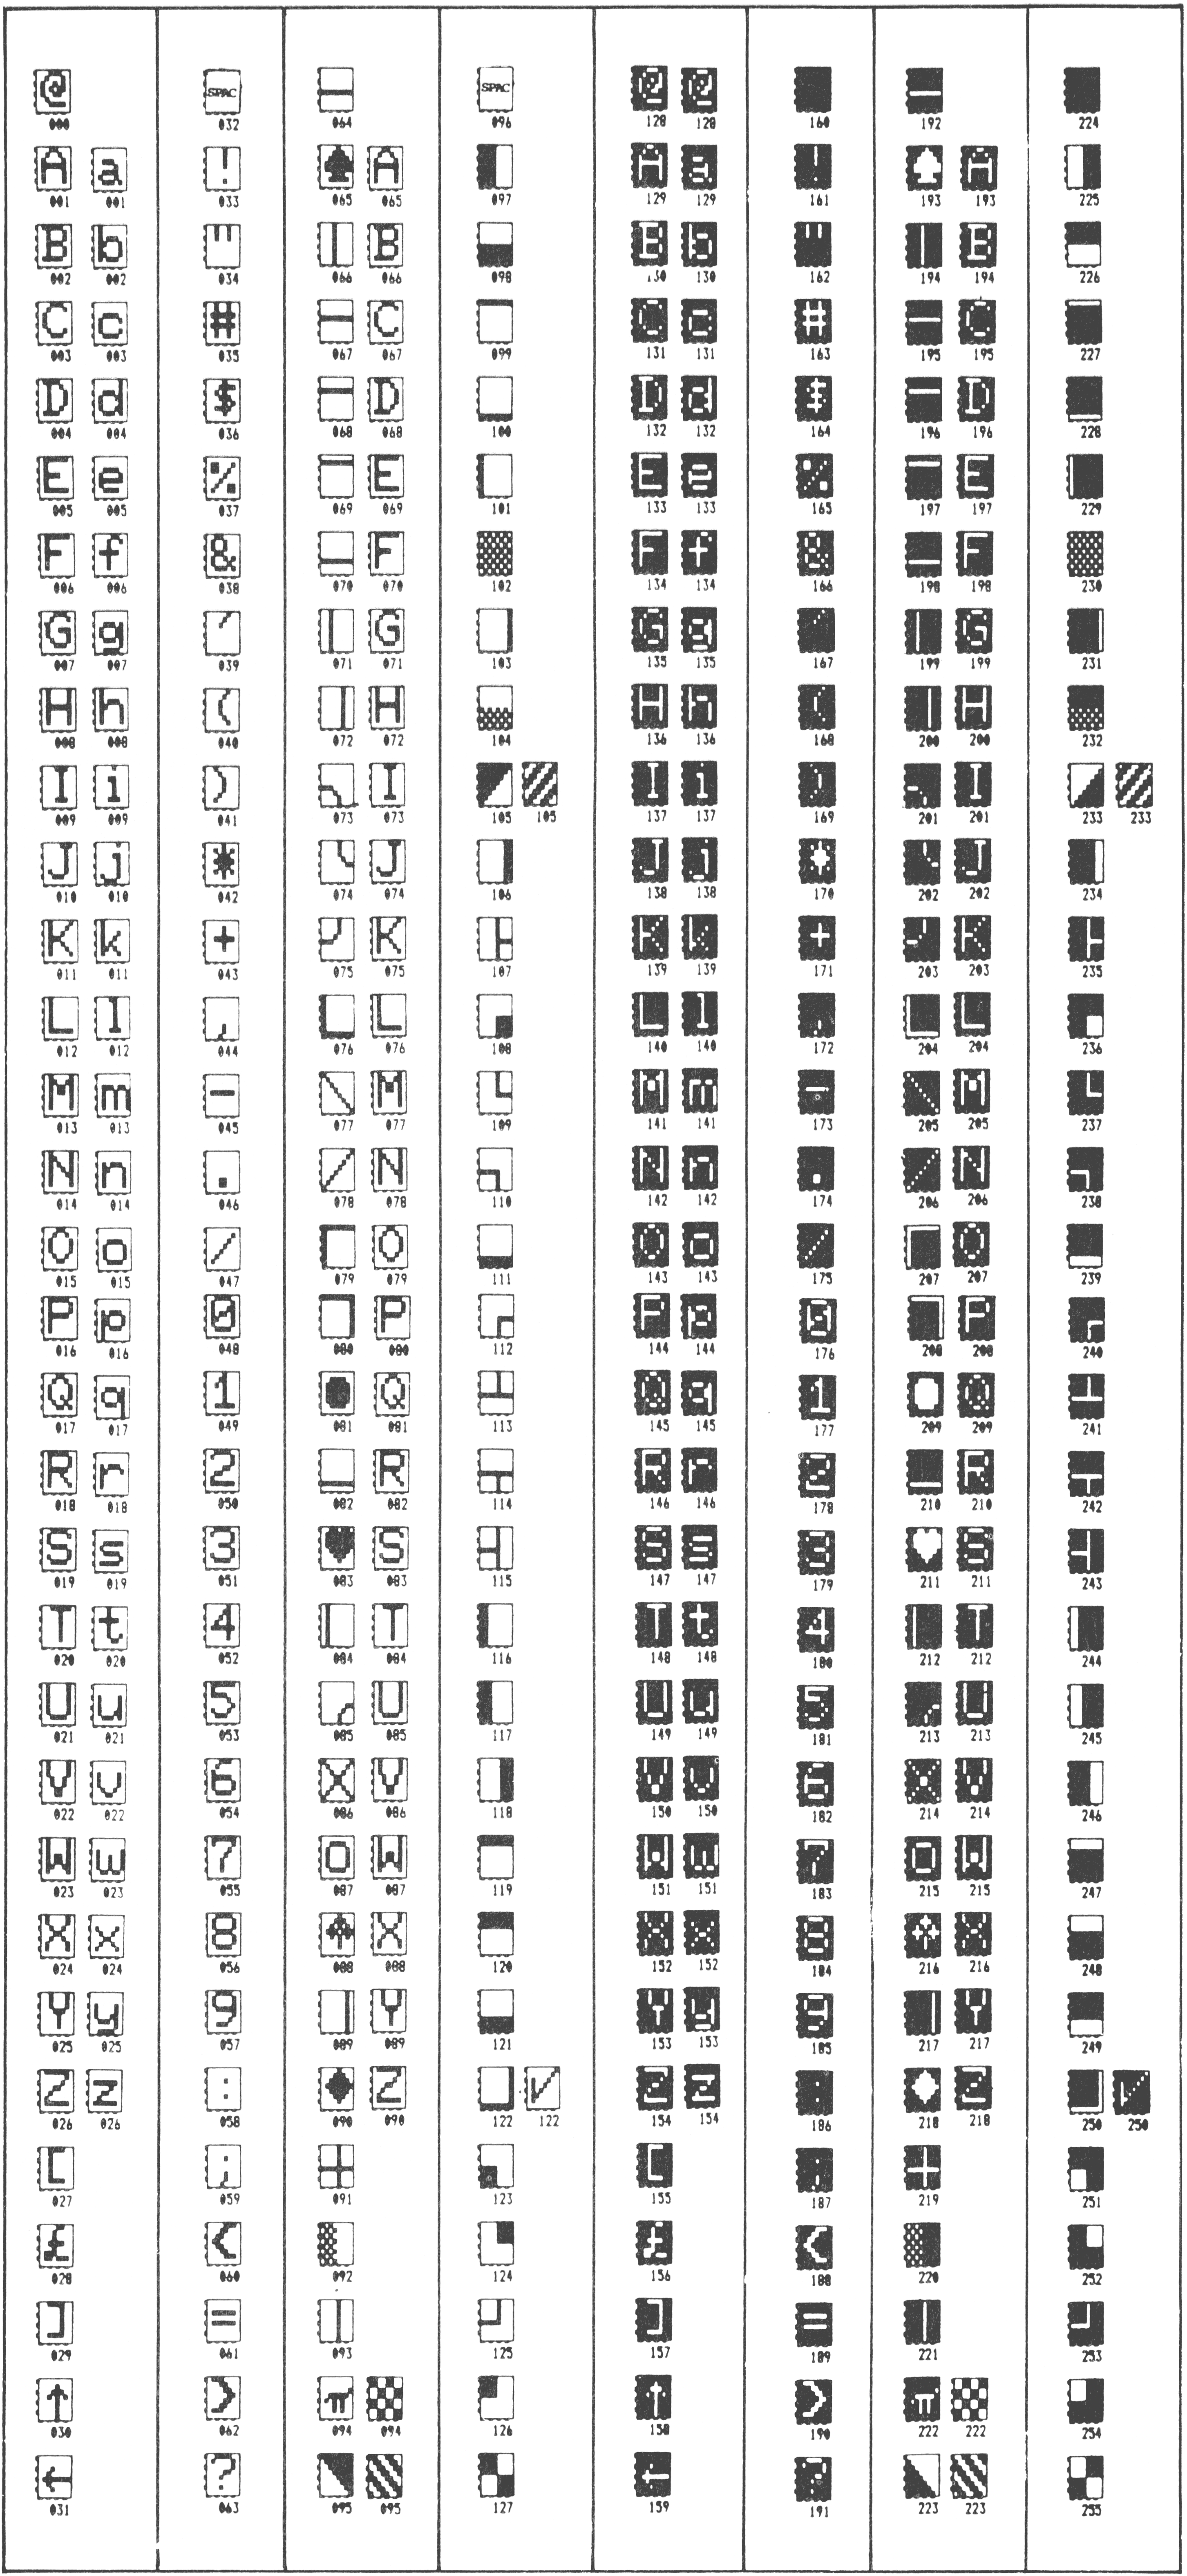 @ SPAC SPAC @ @
000 032 064 096 128 128 160 192 224
A a ! A A a ! A
001 001 033 065 065 097 129 129 161 193 193 225
B b " B B b " B
002 002 034 066 066 098 130 130 162 194 194 226
C c # C C c # C
003 003 035 067 067 099 131 131 163 195 195 227
D d $ D D d $ D
004 004 036 068 068 100 132 132 164 196 196 228
E e % E E e % E
005 005 037 069 069 101 133 133 165 197 197 229
F f & F F f & F
006 006 038 070 070 102 134 134 166 198 198 230
G g ' G G g ' G
007 007 039 071 071 103 135 135 167 199 199 231
H h ( H H h ( H
008 008 040 072 072 104 136 136 168 200 200 232
I i ) I I i ) I
009 009 041 073 073 105 105 137 137 169 201 201 233 233
J j * J J j * J
010 010 042 074 074 106 138 138 170 202 202 234
K k + K K k + K
011 011 043 075 075 107 139 139 171 203 203 235
L l , L L l , L
012 012 044 076 076 108 140 140 172 204 204 236
M m - M M m - M
013 013 045 077 077 109 141 141 173 205 205 237
N n . N N n . N
014 014 046 078 078 110 142 142 174 206 206 238
O o / O O o / O
015 015 047 079 079 111 143 143 175 207 207 239
P p 0 P P p 0 P
016 016 048 080 080 112 144 144 176 208 208 240
Q q 1 Q Q q 1 Q
017 017 049 081 081 113 145 145 177 209 209 241
R r 2 R R r 2 R
018 018 050 082 082 114 146 146 178 210 210 242
S s 3 S S s 3 S
019 019 051 083 083 115 147 147 179 211 211 243
T t 4 T T t 4 T
020 020 052 084 084 116 148 148 180 212 212 244
U u 5 U U u 5 U
021 021 053 085 085 117 149 149 181 213 213 245
V v 6 V V v 6 V
022 022 054 086 086 118 150 150 182 214 214 246
W w 7 W W w 7 W
023 023 055 087 087 119 151 151 183 215 215 247
X x 8 X X x 8 X
024 024 056 088 088 120 152 152 184 216 216 248
Y y 9 Y Y y 9 Y
025 025 057 089 089 121 153 153 185 217 217 249
Z z : Z Z z : Z
026 026 058 090 090 122 122 154 154 186 218 218 250 250
[ ; [ ;
027 059 091 123 155 187 219 251
£ < £ <
028 060 092 124 156 188 220 252
] = ] =
029 061 093 125 157 189 221 253
↑ > π ↑ > π
030 062 094 094 126 158 190 222 222 254
← ? ← ?
031 063 095 095 127 159 191 223 223 255